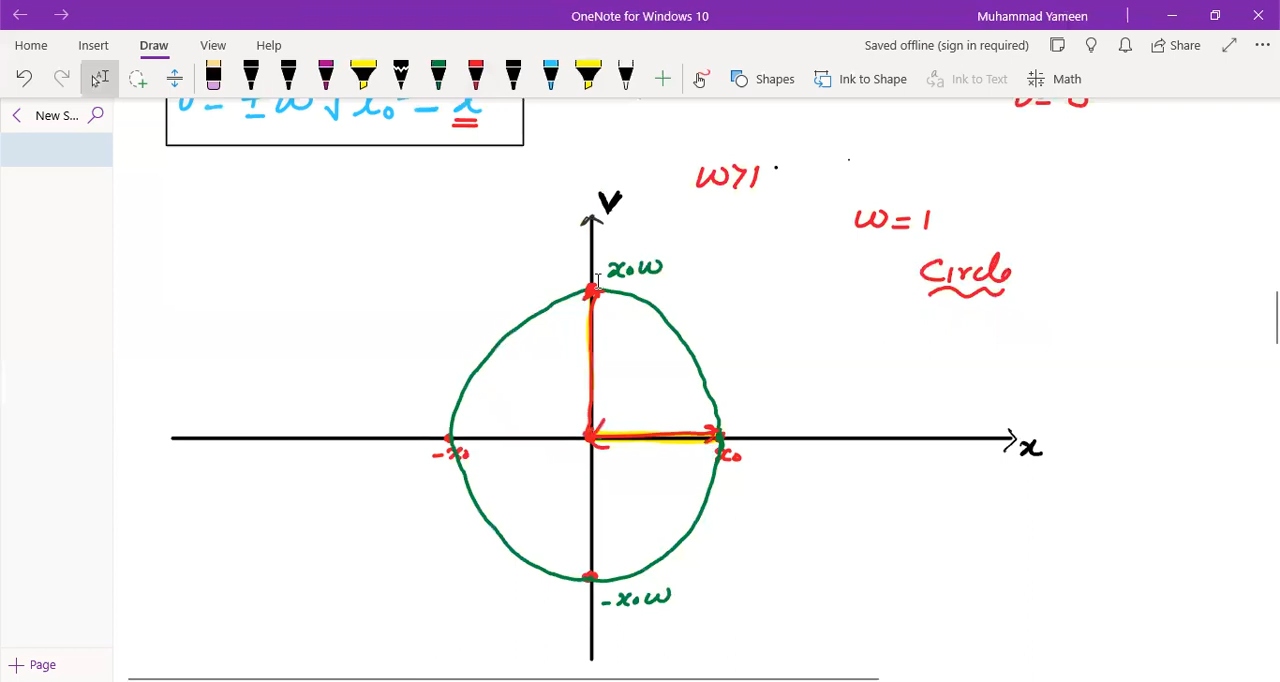 OneNote for Windows 10
Muhammad Yameen
Home Insert Draw View Help
Saved offline (sign in required)
Share
Shapes
Ink to Shape
Ink to Text
Math
New S...
ω>1
ω = 1
Circle
V
x₀ω
-x₀
x₀
x
-x₀ω
Page